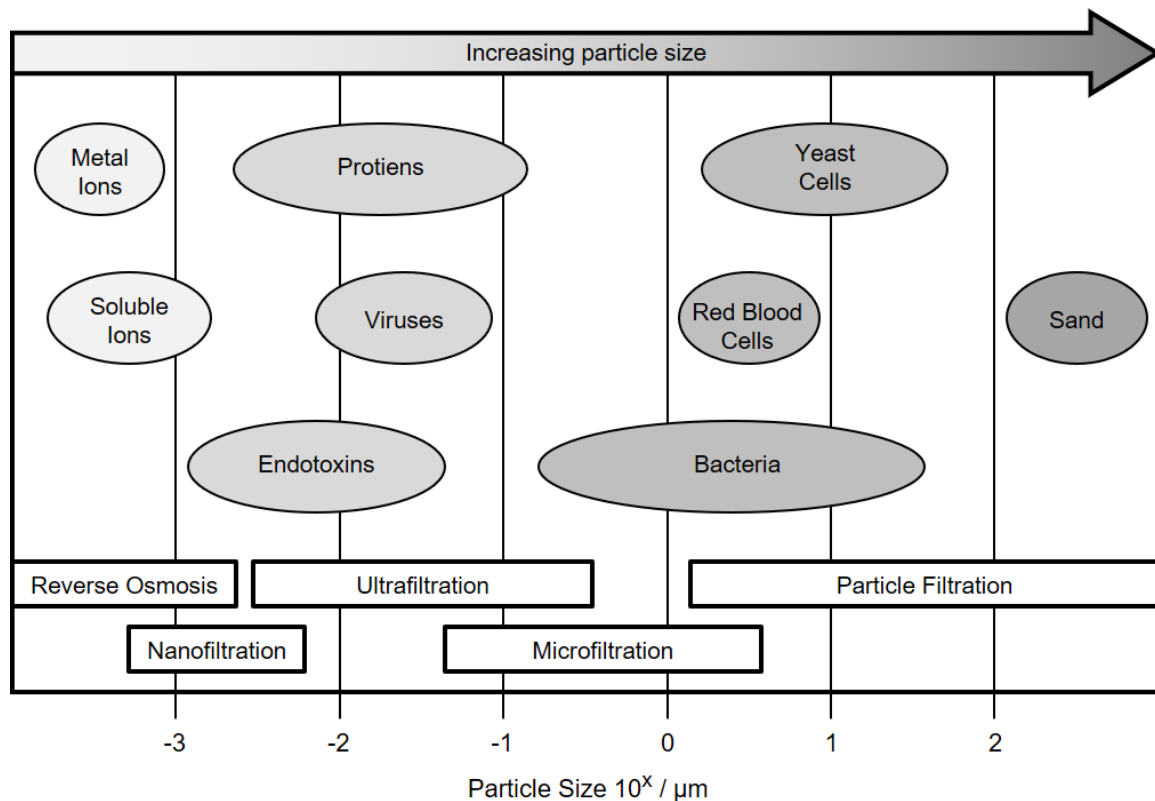 Increasing particle size
Metal
Ions
Protiens
Yeast
Cells
Soluble
Ions
Viruses
Red Blood
Cells
Sand
Endotoxins
Bacteria
Reverse Osmosis
Ultrafiltration
Particle Filtration
Nanofiltration
Microfiltration
-3 -2 -1 0 1 2
Particle Size 10^x / μm